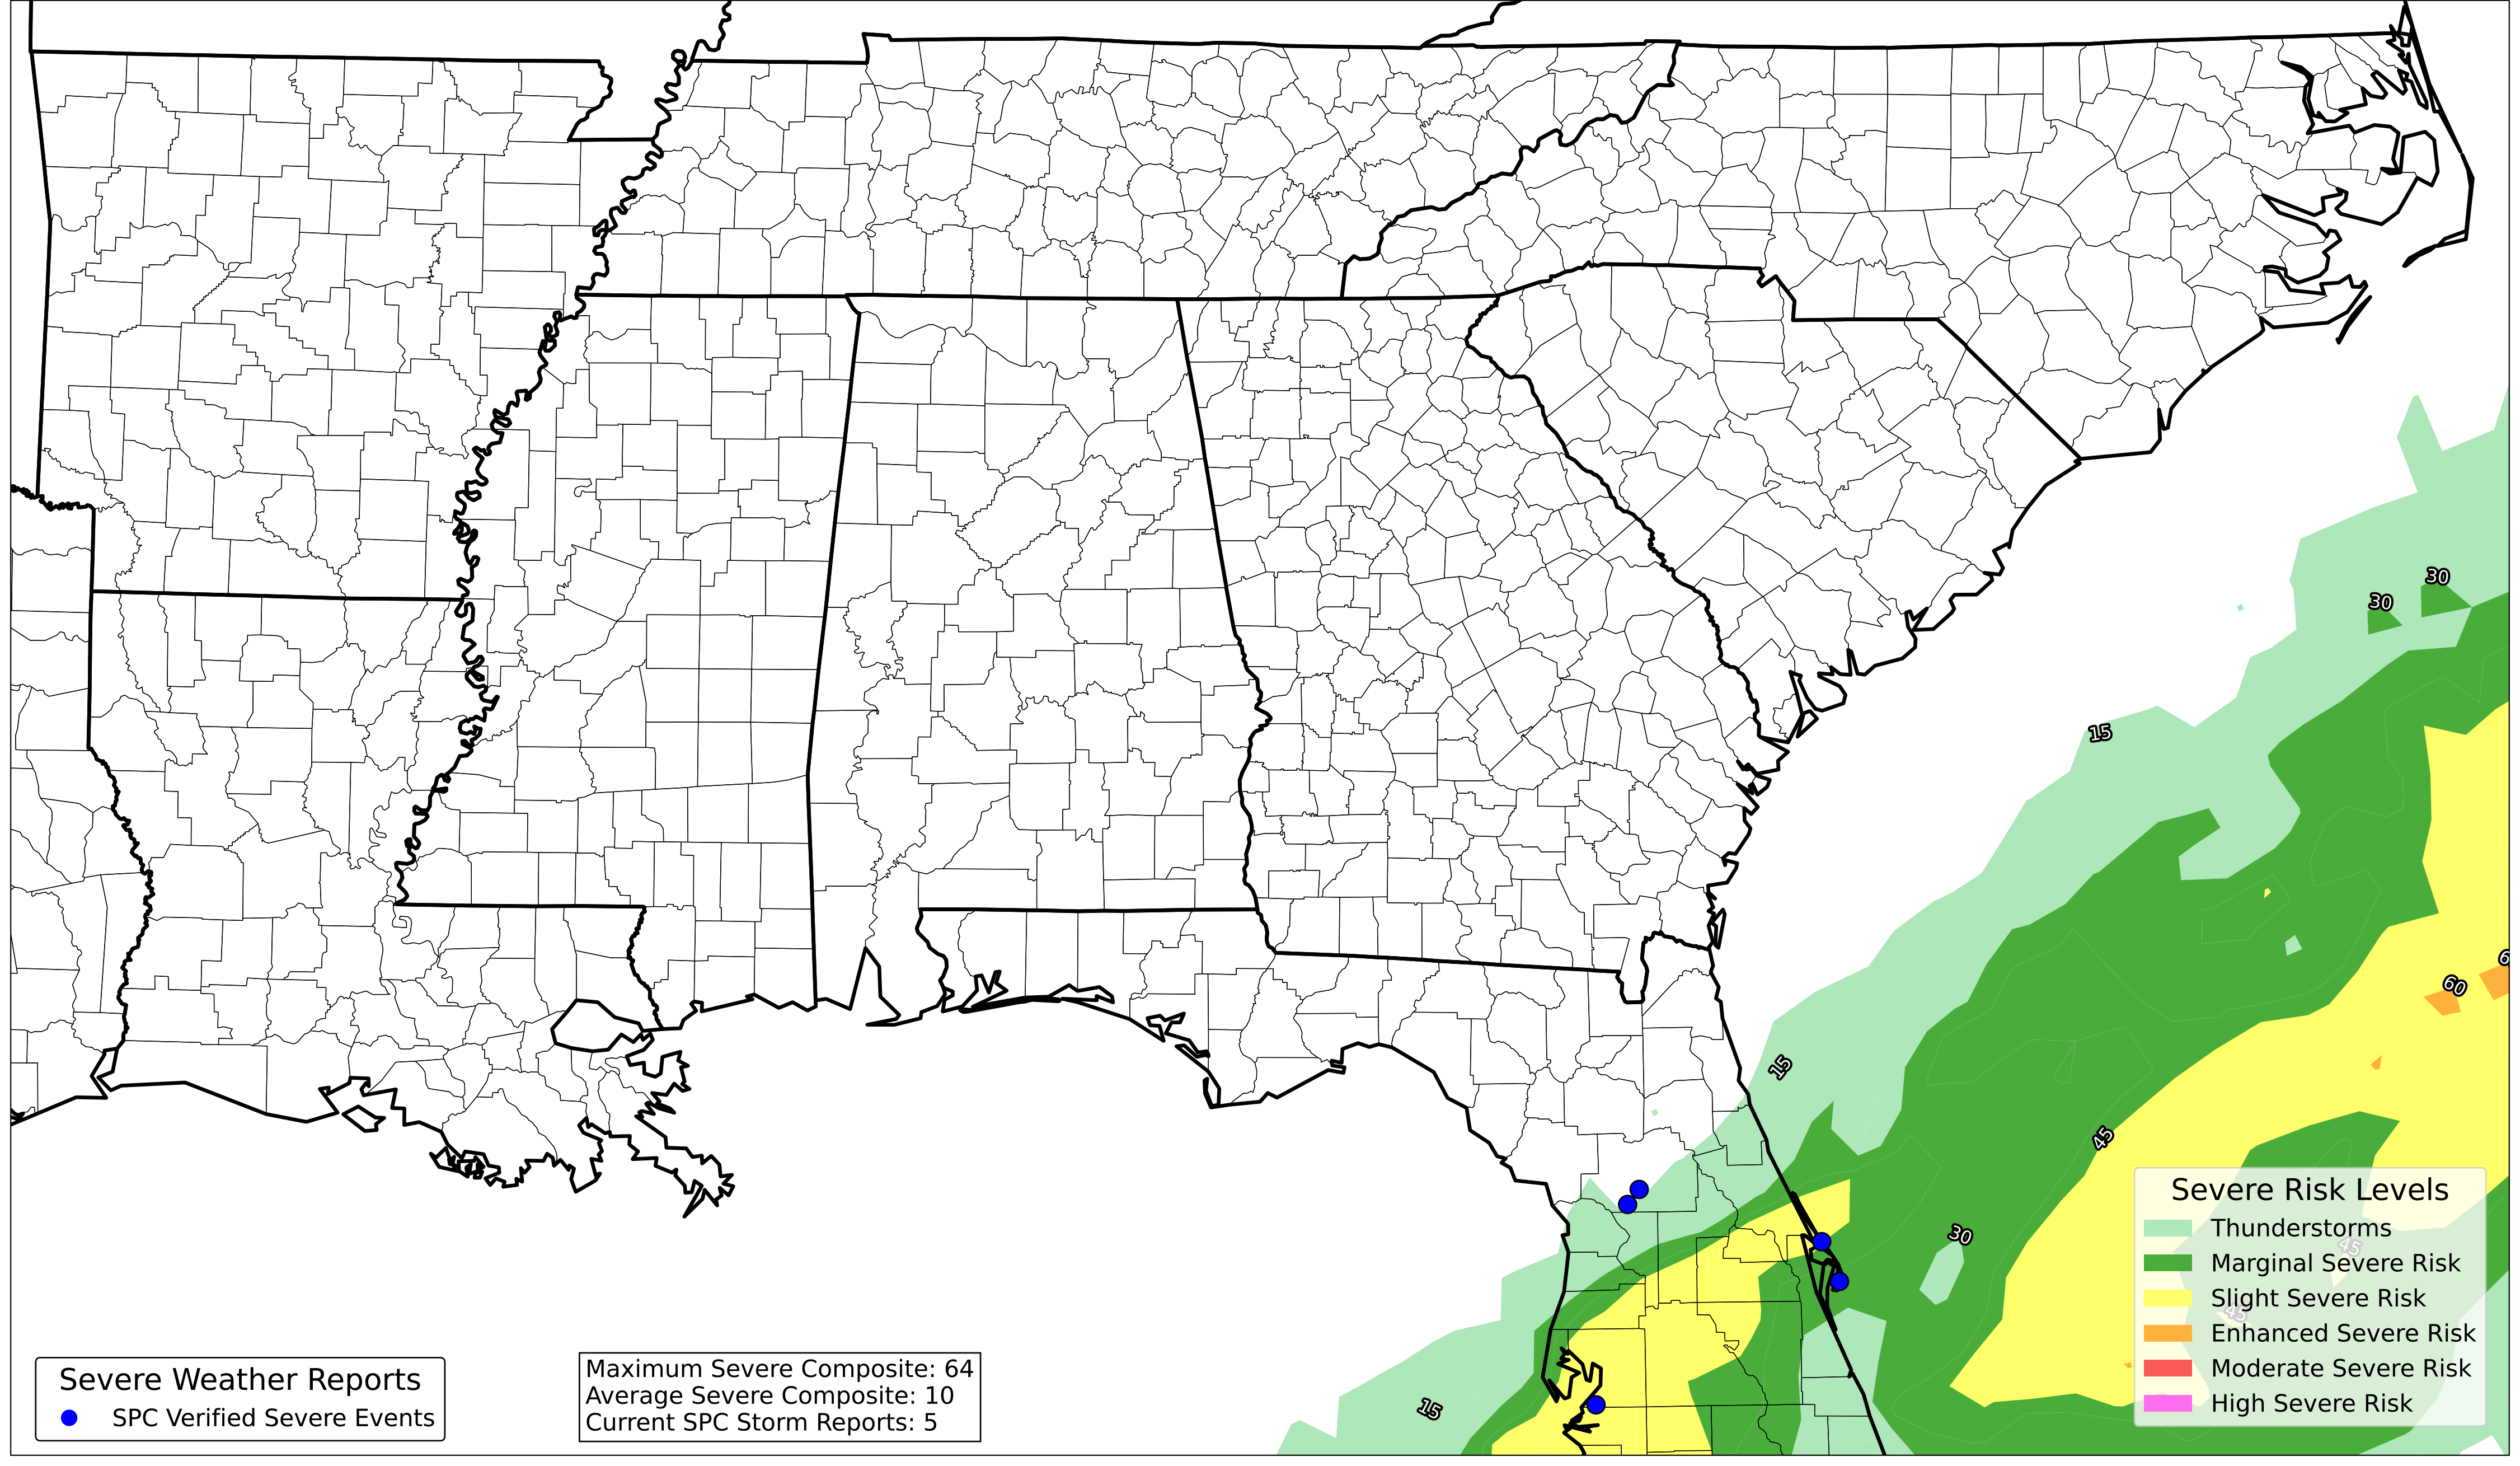 30
30
15
60
15
45
30
45
45
15
Severe Risk Levels
Thunderstorms
Marginal Severe Risk
Slight Severe Risk
Enhanced Severe Risk
Moderate Severe Risk
High Severe Risk
Severe Weather Reports
SPC Verified Severe Events
Maximum Severe Composite: 64
Average Severe Composite: 10
Current SPC Storm Reports: 5